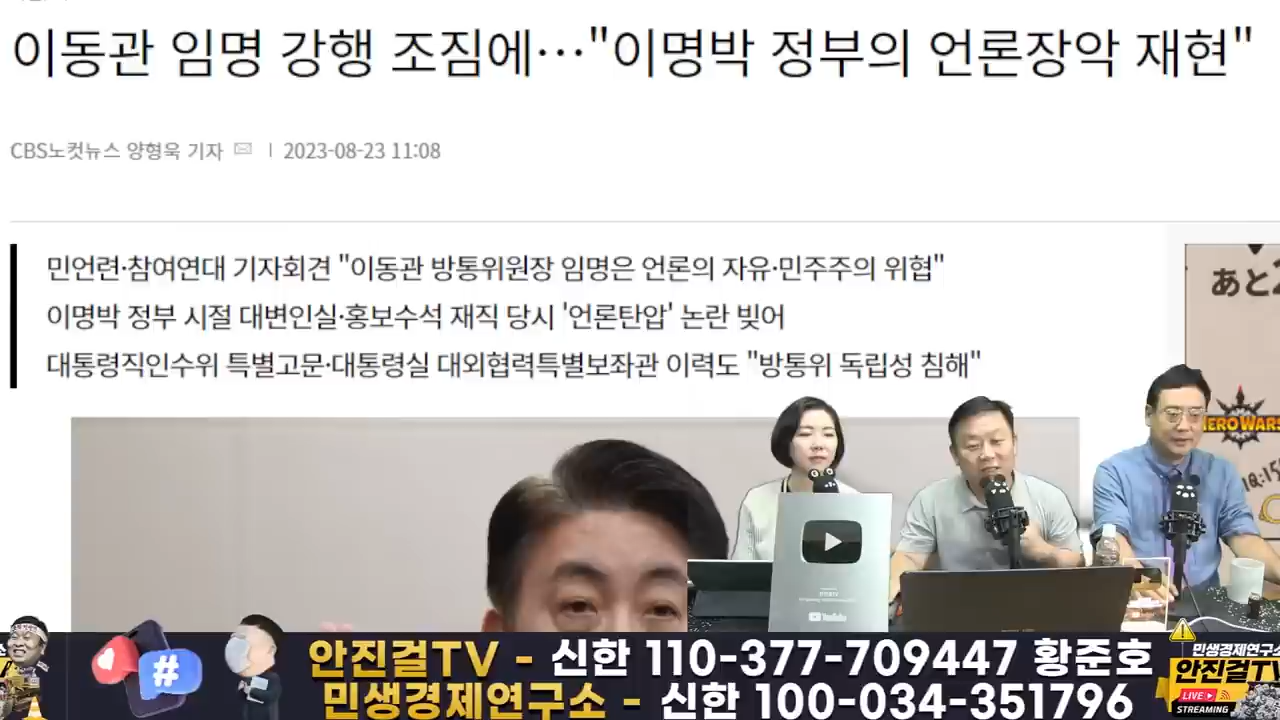 이동관 임명 강행 조짐에…"이명박 정부의 언론장악 재현"
CBS노컷뉴스 양형욱 기자
2023-08-23 11:08
민언련·참여연대 기자회견 "이동관 방통위원장 임명은 언론의 자유·민주주의 위협"
이명박 정부 시절 대변인실·홍보수석 재직 당시 '언론탄압' 논란 빚어
대통령직인수위 특별고문·대통령실 대외협력특별보좌관 이력도 "방통위 독립성 침해"
あと2
HERO WARS
YouTube
#
안진걸TV - 신한 110-377-709447 황준호
민생경제연구소 - 신한 100-034-351796
민생경제연구소
안진걸TV
LIVE
STREAMING